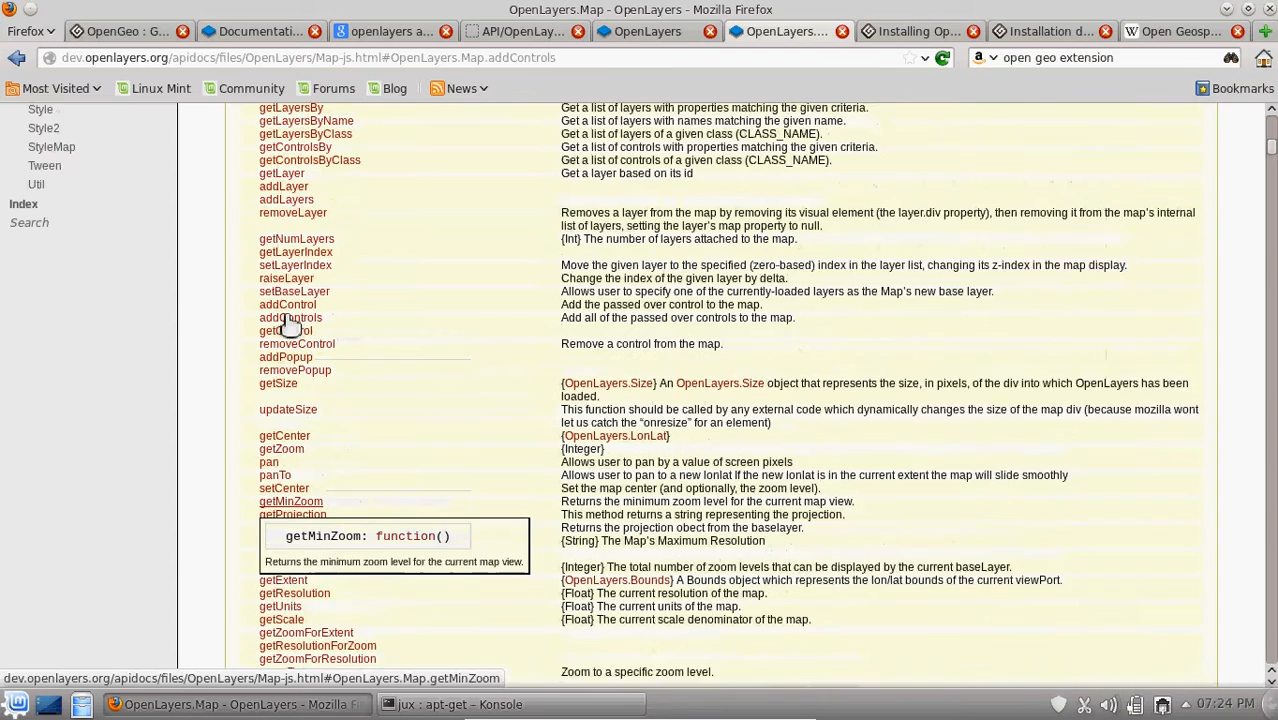 OpenLayers.Map - OpenLayers - Mozilla Firefox
Firefox
OpenGeo : G...
Documentati...
openlayers a...
API/OpenLay...
OpenLayers
OpenLayers....
Installing Op...
Installation d...
Open Geosp...
dev.openlayers.org/apidocs/files/OpenLayers/Map-js.html#OpenLayers.Map.addControls
open geo extension
Most Visited
Linux Mint
Community
Forums
Blog
News
Bookmarks
Style
Style2
StyleMap
Tween
Util
Index
Search
getLayersBy Get a list of layers with properties matching the given criteria.
getLayersByName Get a list of layers with names matching the given name.
getLayersByClass Get a list of layers of a given class (CLASS_NAME).
getControlsBy Get a list of controls with properties matching the given criteria.
getControlsByClass Get a list of controls of a given class (CLASS_NAME).
getLayer Get a layer based on its id
addLayer
addLayers
removeLayer Removes a layer from the map by removing its visual element (the layer.div property), then removing it from the map's internal
list of layers, setting the layer's map property to null.
getNumLayers {Int} The number of layers attached to the map.
getLayerIndex
setLayerIndex Move the given layer to the specified (zero-based) index in the layer list, changing its z-index in the map display.
raiseLayer Change the index of the given layer by delta.
setBaseLayer Allows user to specify one of the currently-loaded layers as the Map's new base layer.
addControl Add the passed over control to the map.
addControls Add all of the passed over controls to the map.
getControl
removeControl Remove a control from the map.
addPopup
removePopup
getSize {OpenLayers.Size} An OpenLayers.Size object that represents the size, in pixels, of the div into which OpenLayers has been
loaded.
updateSize This function should be called by any external code which dynamically changes the size of the map div (because mozilla wont
let us catch the “onresize” for an element)
getCenter {OpenLayers.LonLat}
getZoom {Integer}
pan Allows user to pan by a value of screen pixels
panTo Allows user to pan to a new lonlat If the new lonlat is in the current extent the map will slide smoothly
setCenter Set the map center (and optionally, the zoom level).
getMinZoom Returns the minimum zoom level for the current map view.
getProjection This method returns a string representing the projection.
Returns the projection obect from the baselayer.
getMinZoom: function()
{String} The Map's Maximum Resolution
Returns the minimum zoom level for the current map view.
{Integer} The total number of zoom levels that can be displayed by the current baseLayer.
getExtent {OpenLayers.Bounds} A Bounds object which represents the lon/lat bounds of the current viewPort.
getResolution {Float} The current resolution of the map.
getUnits {Float} The current units of the map.
getScale {Float} The current scale denominator of the map.
getZoomForExtent
getResolutionForZoom
getZoomForResolution
Zoom to a specific zoom level.
dev.openlayers.org/apidocs/files/OpenLayers/Map-js.html#OpenLayers.Map.getMinZoom
OpenLayers.Map - OpenLayers - Mozilla Fi
jux : apt-get – Konsole
07:24 PM